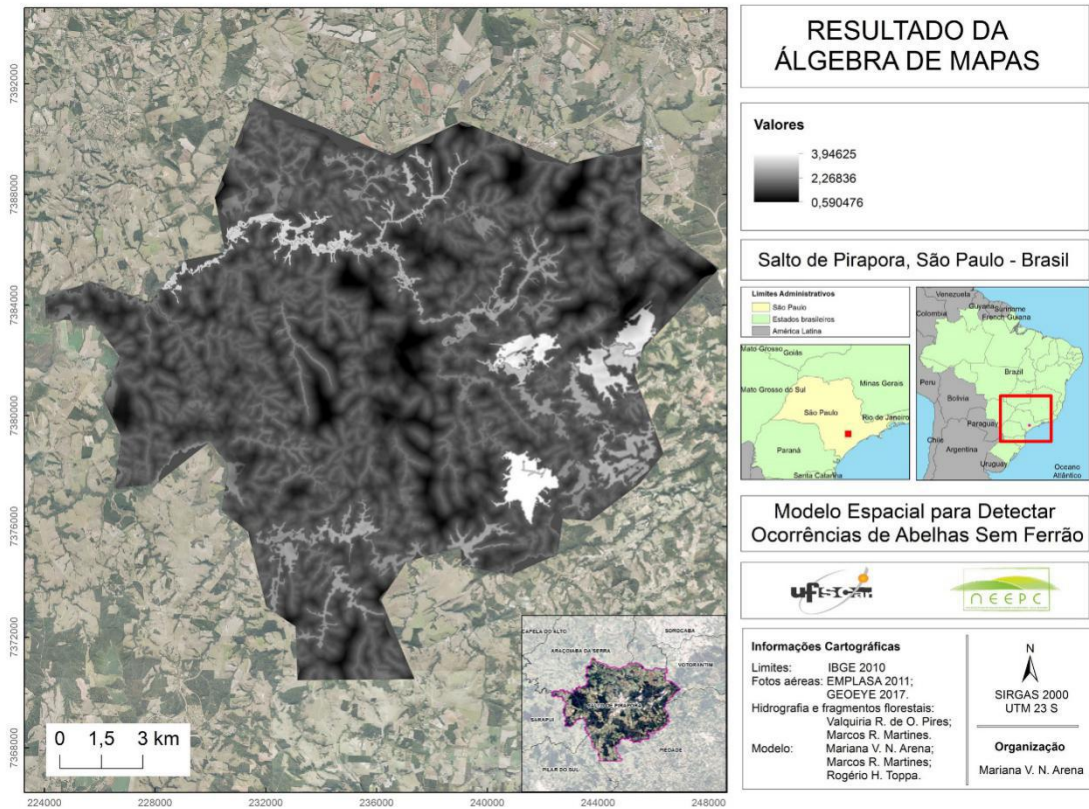 7392000
7388000
7384000
7380000
7376000
7372000
7368000
224000
228000
232000
236000
240000
244000
248000
0 1,5 3 km
CAPELA DO ALTO
ARAÇOIABA DA SERRA
SOROCABA
VOTORANTIM
SALTO DE PIRAPORA
SARAPUÍ
PIEDADE
PILAR DO SUL
RESULTADO DA
ÁLGEBRA DE MAPAS
Valores
3,94625
2,26836
0,590476
Salto de Pirapora, São Paulo - Brasil
Limites Administrativos
São Paulo
Estados brasileiros
América Latina
Mato Grosso
Goiás
Mato Grosso do Sul
Minas Gerais
São Paulo
Rio de Janeiro
Paraná
Santa Catarina
Venezuela
Guyana
Suriname
French Guiana
Colombia
Brazil
Peru
Bolivia
Paraguay
Chile
Argentina
Uruguay
Oceano
Atlântico
Modelo Espacial para Detectar
Ocorrências de Abelhas Sem Ferrão
ufscar
NEEPC
Informações Cartográficas
Limites: IBGE 2010
Fotos aéreas: EMPLASA 2011;
GEOEYE 2017.
Hidrografia e fragmentos florestais:
Valquiria R. de O. Pires;
Marcos R. Martines.
Modelo: Mariana V. N. Arena;
Marcos R. Martines;
Rogério H. Toppa.
N
SIRGAS 2000
UTM 23 S
Organização
Mariana V. N. Arena